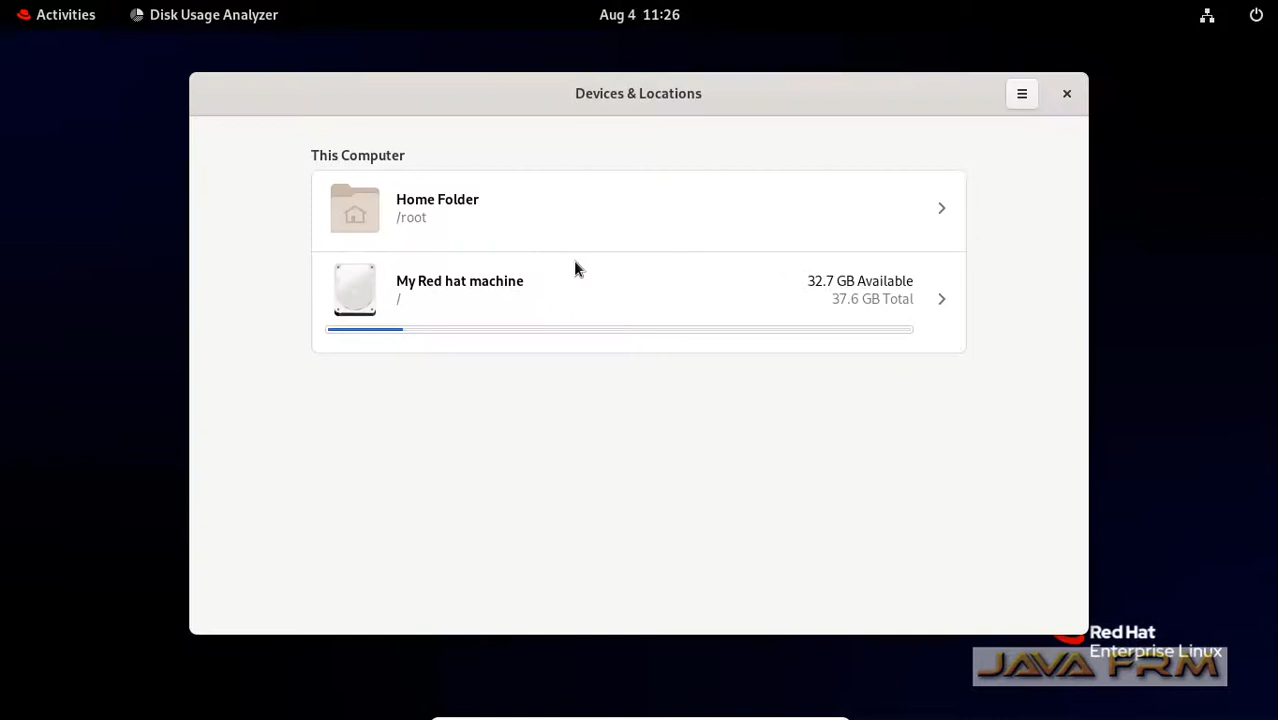 Activities
Disk Usage Analyzer
Aug 4 11:26
Devices & Locations
This Computer
Home Folder
/root
My Red hat machine
/
32.7 GB Available
37.6 GB Total
Red Hat
Enterprise Linux
JAVA FRM